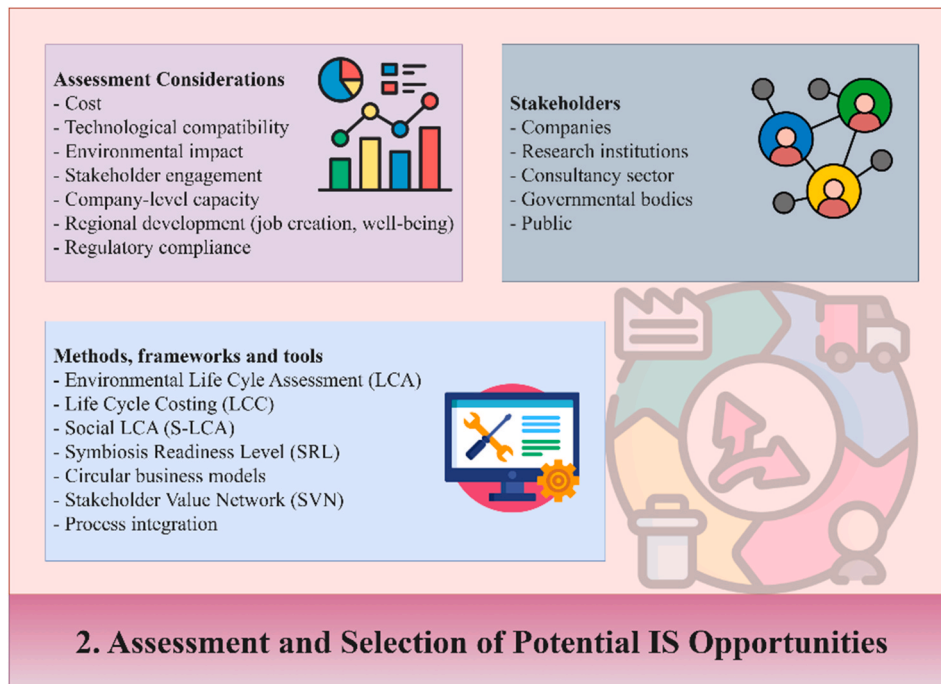 Assessment Considerations
- Cost
- Technological compatibility
- Environmental impact
- Stakeholder engagement
- Company-level capacity
- Regional development (job creation, well-being)
- Regulatory compliance
Stakeholders
- Companies
- Research institutions
- Consultancy sector
- Governmental bodies
- Public
Methods, frameworks and tools
- Environmental Life Cyle Assessment (LCA)
- Life Cycle Costing (LCC)
- Social LCA (S-LCA)
- Symbiosis Readiness Level (SRL)
- Circular business models
- Stakeholder Value Network (SVN)
- Process integration
2. Assessment and Selection of Potential IS Opportunities